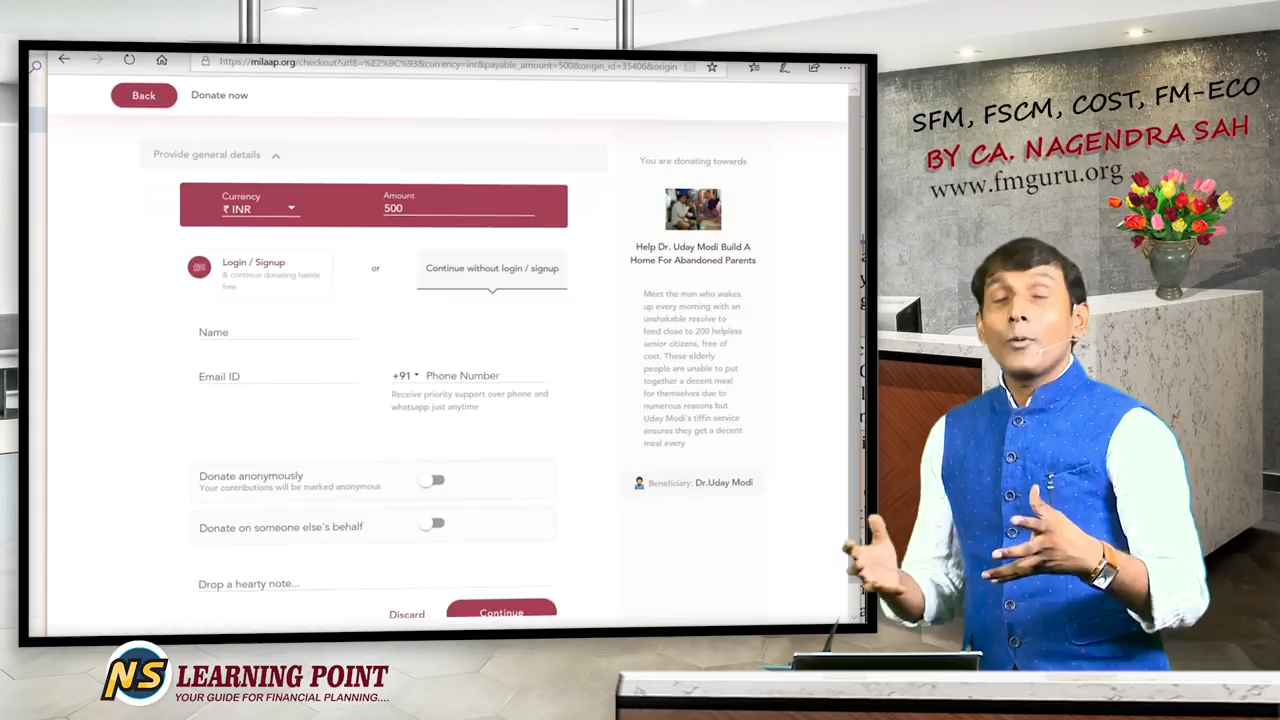 https://milaap.org/checkout?utf8=%E2%9C%93&currency=inr&payable_amount=500&origin_id=35406&origin
Back
Donate now
Provide general details
Currency
₹ INR
Amount
500
Login / Signup
& continue donating hassle
free
or
Continue without login / signup
Name
Email ID
+91
Phone Number
Receive priority support over phone and
whatsapp just anytime
Donate anonymously
Your contributions will be marked anonymous
Donate on someone else's behalf
Drop a hearty note...
Discard
Continue
You are donating towards
Help Dr. Uday Modi Build A
Home For Abandoned Parents
Meet the man who wakes
up every morning with an
unshakable resolve to
feed close to 200 helpless
senior citizens, free of
cost. These elderly
people are unable to put
together a decent meal
for themselves due to
numerous reasons but
Uday Modi's tiffin service
ensures they get a decent
meal every
Beneficiary: Dr.Uday Modi
SFM, FSCM, COST, FM-ECO
BY CA. NAGENDRA SAH
www.fmguru.org
NS LEARNING POINT
YOUR GUIDE FOR FINANCIAL PLANNING....